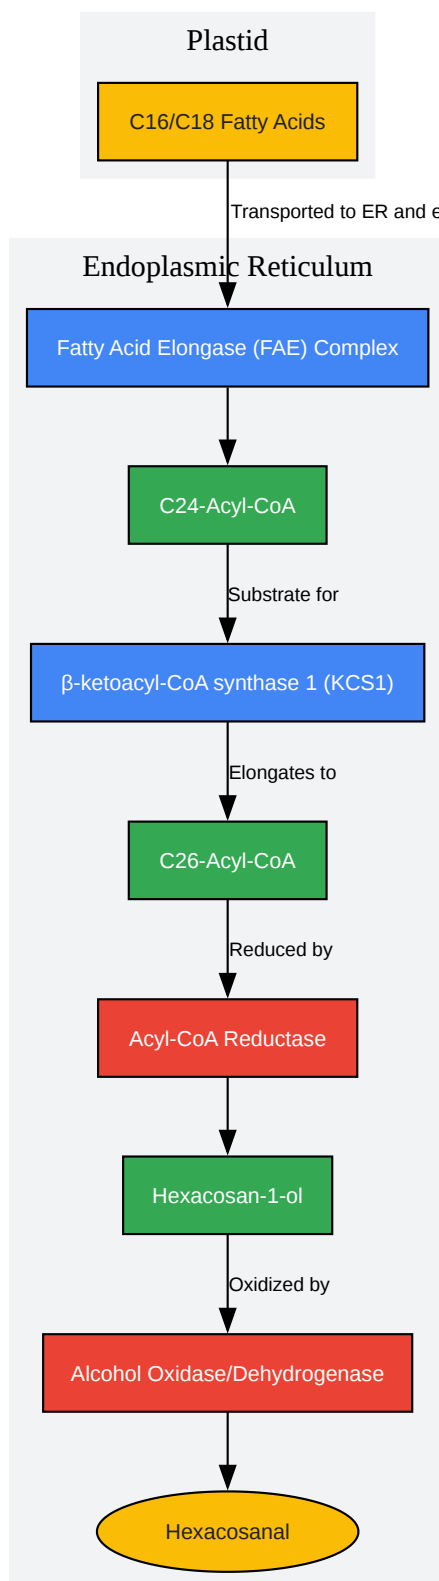 Plastid
C16/C18 Fatty Acids
Transported to ER and e
Endoplasmic Reticulum
Fatty Acid Elongase (FAE) Complex
C24-Acyl-CoA
Substrate for
β-ketoacyl-CoA synthase 1 (KCS1)
Elongates to
C26-Acyl-CoA
Reduced by
Acyl-CoA Reductase
Hexacosan-1-ol
Oxidized by
Alcohol Oxidase/Dehydrogenase
Hexacosanal